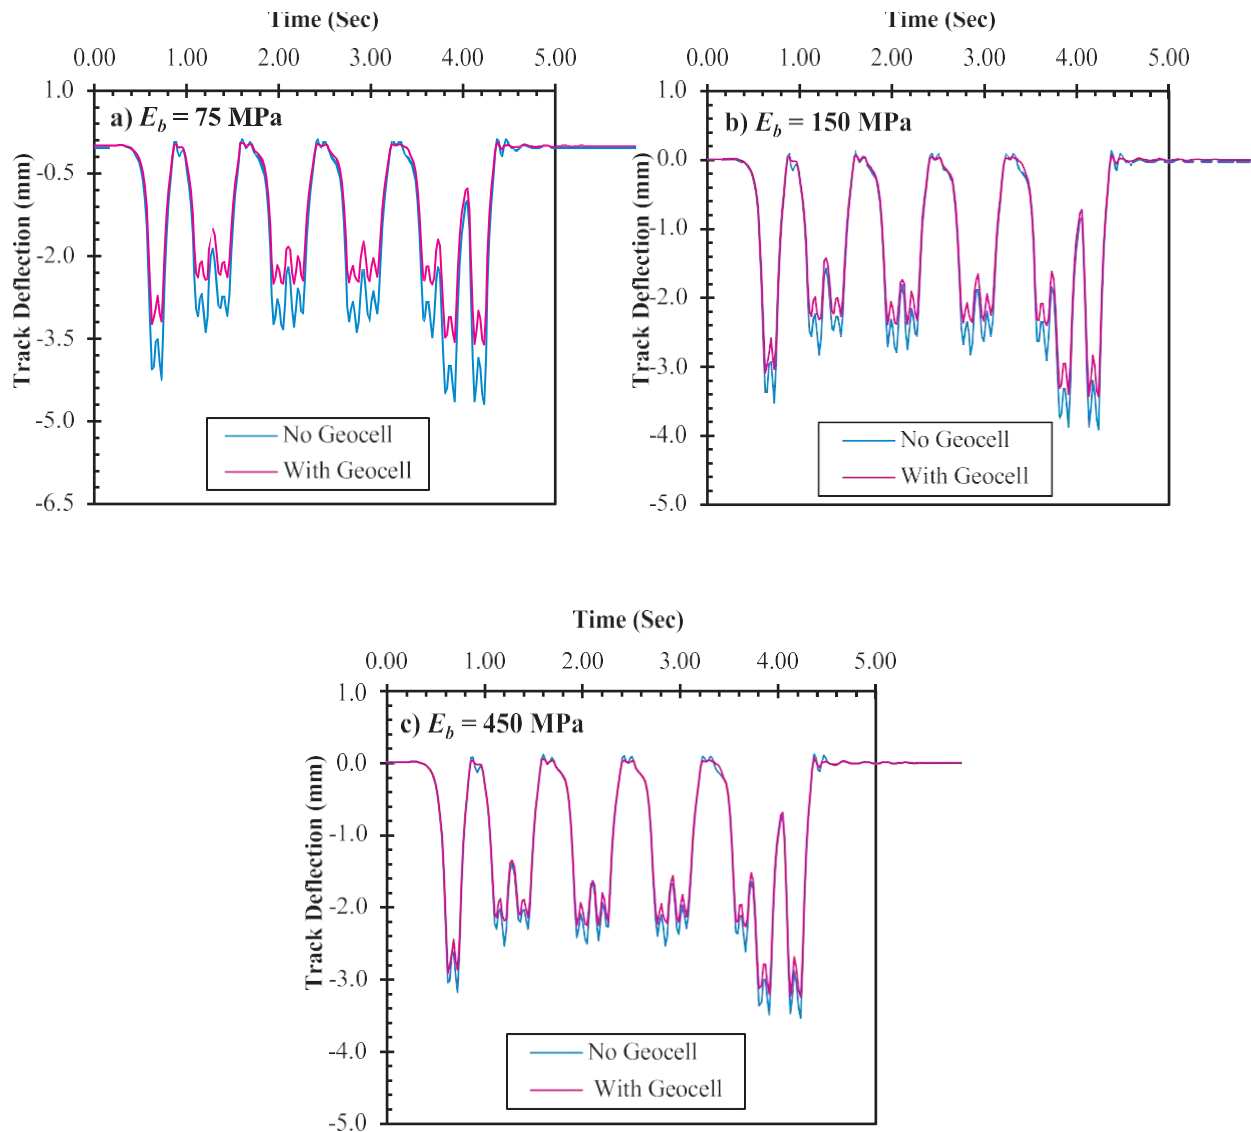 Time (Sec)
0.00 1.00 2.00 3.00 4.00 5.00
1.0
a) E_b = 75 MPa
-0.5
-2.0
-3.5
-5.0
-6.5
Track Deflection (mm)
No Geocell
With Geocell
Time (Sec)
0.00 1.00 2.00 3.00 4.00 5.00
1.0
b) E_b = 150 MPa
0.0
-1.0
-2.0
-3.0
-4.0
-5.0
Track Deflection (mm)
No Geocell
With Geocell
Time (Sec)
0.00 1.00 2.00 3.00 4.00 5.00
1.0
c) E_b = 450 MPa
0.0
-1.0
-2.0
-3.0
-4.0
-5.0
Track Deflection (mm)
No Geocell
With Geocell